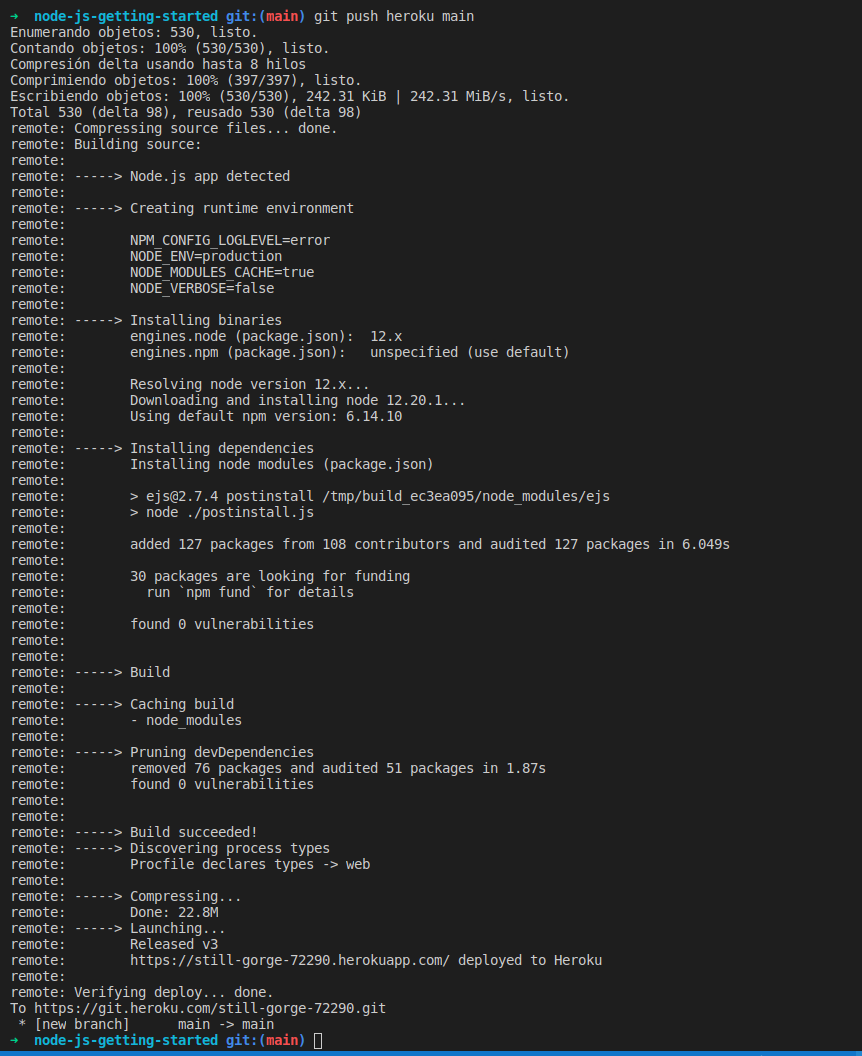 ➜  node-js-getting-started git:(main) git push heroku main
Enumerando objetos: 530, listo.
Contando objetos: 100% (530/530), listo.
Compresión delta usando hasta 8 hilos
Comprimiendo objetos: 100% (397/397), listo.
Escribiendo objetos: 100% (530/530), 242.31 KiB | 242.31 MiB/s, listo.
Total 530 (delta 98), reusado 530 (delta 98)
remote: Compressing source files... done.
remote: Building source:
remote:
remote: -----> Node.js app detected
remote:
remote: -----> Creating runtime environment
remote:
remote:        NPM_CONFIG_LOGLEVEL=error
remote:        NODE_ENV=production
remote:        NODE_MODULES_CACHE=true
remote:        NODE_VERBOSE=false
remote:
remote: -----> Installing binaries
remote:        engines.node (package.json):  12.x
remote:        engines.npm (package.json):   unspecified (use default)
remote:
remote:        Resolving node version 12.x...
remote:        Downloading and installing node 12.20.1...
remote:        Using default npm version: 6.14.10
remote:
remote: -----> Installing dependencies
remote:        Installing node modules (package.json)
remote:
remote:        > ejs@2.7.4 postinstall /tmp/build_ec3ea095/node_modules/ejs
remote:        > node ./postinstall.js
remote:
remote:        added 127 packages from 108 contributors and audited 127 packages in 6.049s
remote:
remote:        30 packages are looking for funding
remote:          run `npm fund` for details
remote:
remote:        found 0 vulnerabilities
remote:
remote:
remote: -----> Build
remote:
remote: -----> Caching build
remote:        - node_modules
remote:
remote: -----> Pruning devDependencies
remote:        removed 76 packages and audited 51 packages in 1.87s
remote:        found 0 vulnerabilities
remote:
remote:
remote: -----> Build succeeded!
remote: -----> Discovering process types
remote:        Procfile declares types -> web
remote:
remote: -----> Compressing...
remote:        Done: 22.8M
remote: -----> Launching...
remote:        Released v3
remote:        https://still-gorge-72290.herokuapp.com/ deployed to Heroku
remote:
remote: Verifying deploy... done.
To https://git.heroku.com/still-gorge-72290.git
 * [new branch]      main -> main
➜  node-js-getting-started git:(main)